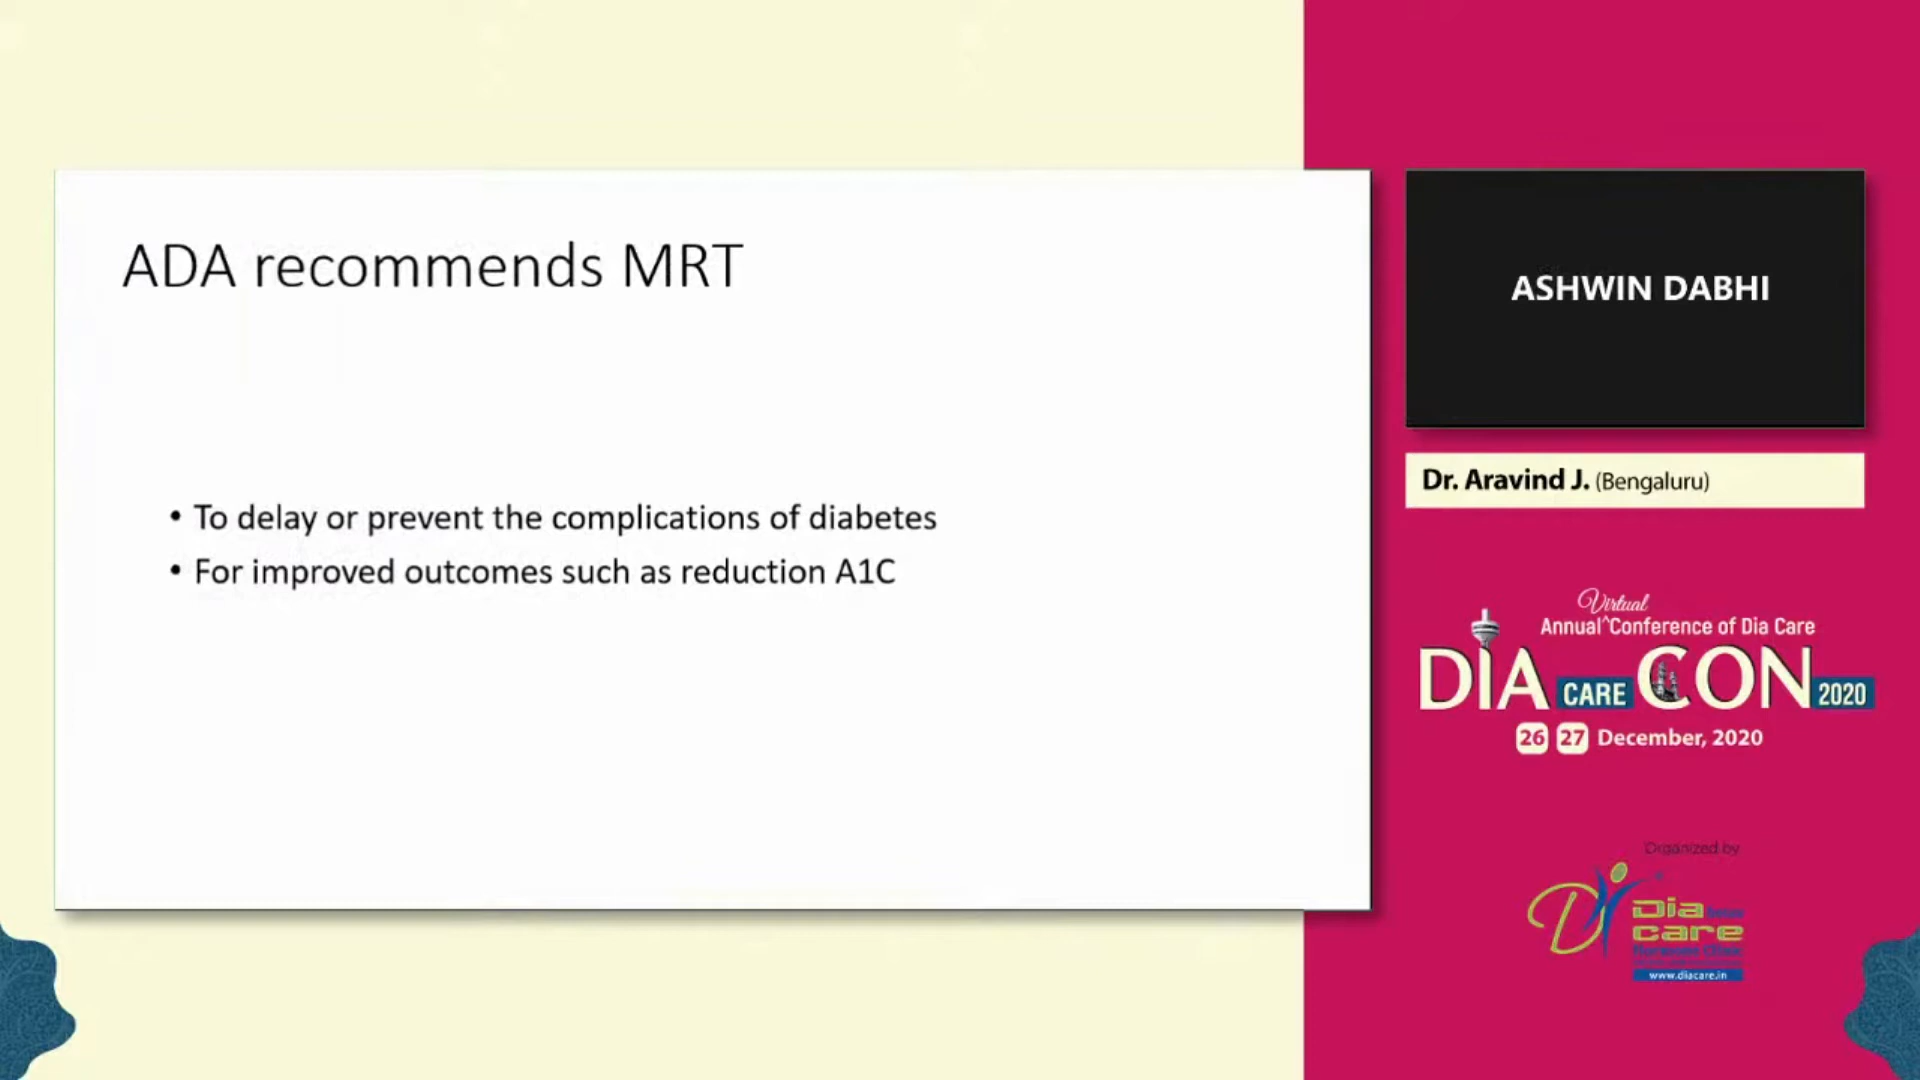 ADA recommends MRT
• To delay or prevent the complications of diabetes
• For improved outcomes such as reduction A1C
ASHWIN DABHI
Dr. Aravind J. (Bengaluru)
Virtual
Annual^Conference of Dia Care
DIA CARE CON 2020
26 27 December, 2020
Organized by
Dia
care
www.diacare.in